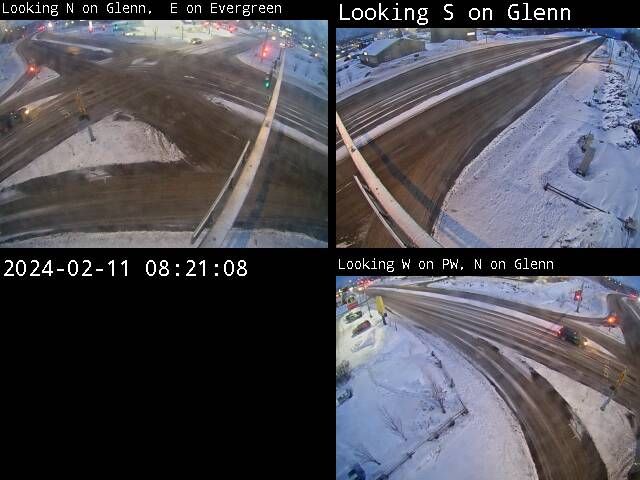 Looking N on Glenn,  E on Evergreen
Looking S on Glenn
2024-02-11 08:21:08
Looking W on PW, N on Glenn